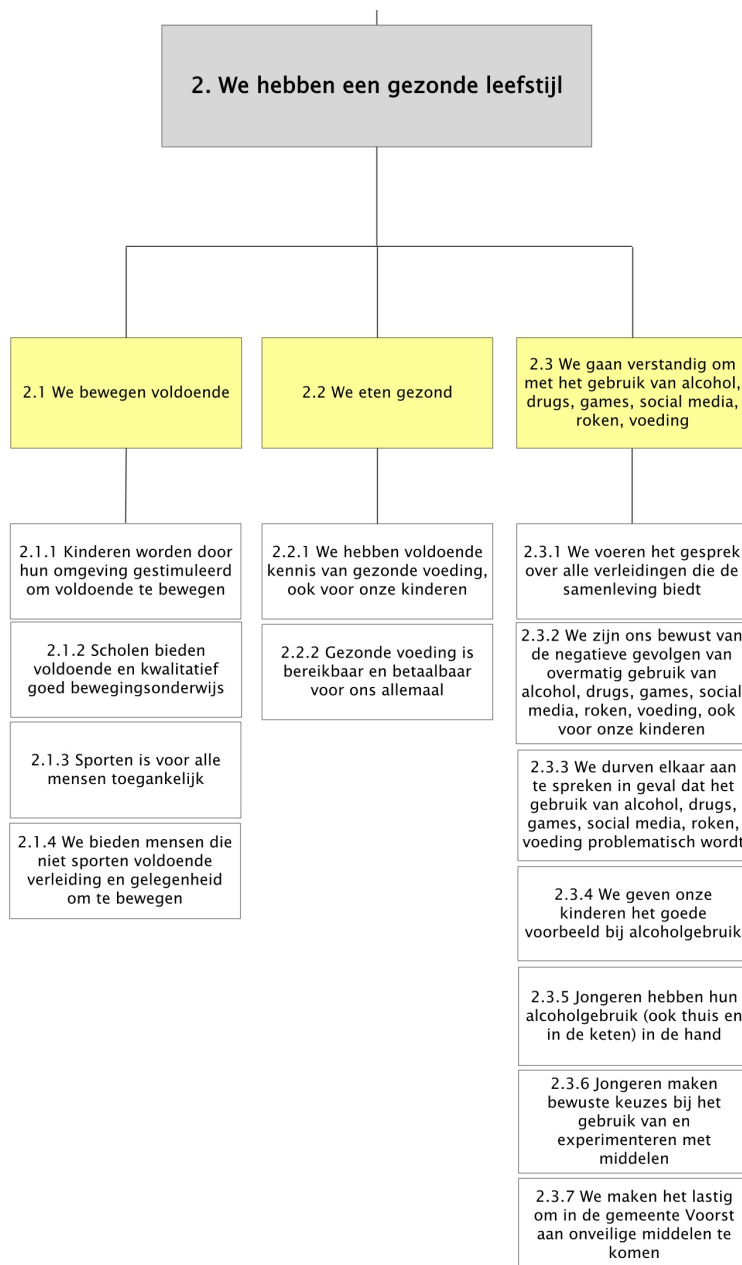 2. We hebben een gezonde leefstijl
2.1 We bewegen voldoende
2.1.1 Kinderen worden door
hun omgeving gestimuleerd
om voldoende te bewegen
2.1.2 Scholen bieden
voldoende en kwalitatief
goed bewegingsonderwijs
2.1.3 Sporten is voor alle
mensen toegankelijk
2.1.4 We bieden mensen die
niet sporten voldoende
verleiding en gelegenheid
om te bewegen
2.2 We eten gezond
2.2.1 We hebben voldoende
kennis van gezonde voeding,
ook voor onze kinderen
2.2.2 Gezonde voeding is
bereikbaar en betaalbaar
voor ons allemaal
2.3 We gaan verstandig om
met het gebruik van alcohol,
drugs, games, social media,
roken, voeding
2.3.1 We voeren het gesprek
over alle verleidingen die de
samenleving biedt
2.3.2 We zijn ons bewust van
de negatieve gevolgen van
overmatig gebruik van
alcohol, drugs, games, social
media, roken, voeding, ook
voor onze kinderen
2.3.3 We durven elkaar aan
te spreken in geval dat het
gebruik van alcohol, drugs,
games, social media, roken,
voeding problematisch wordt
2.3.4 We geven onze
kinderen het goede
voorbeeld bij alcoholgebruik
2.3.5 Jongeren hebben hun
alcoholgebruik (ook thuis en
in de keten) in de hand
2.3.6 Jongeren maken
bewuste keuzes bij het
gebruik van en
experimenteren met
middelen
2.3.7 We maken het lastig
om in de gemeente Voorst
aan onveilige middelen te
komen